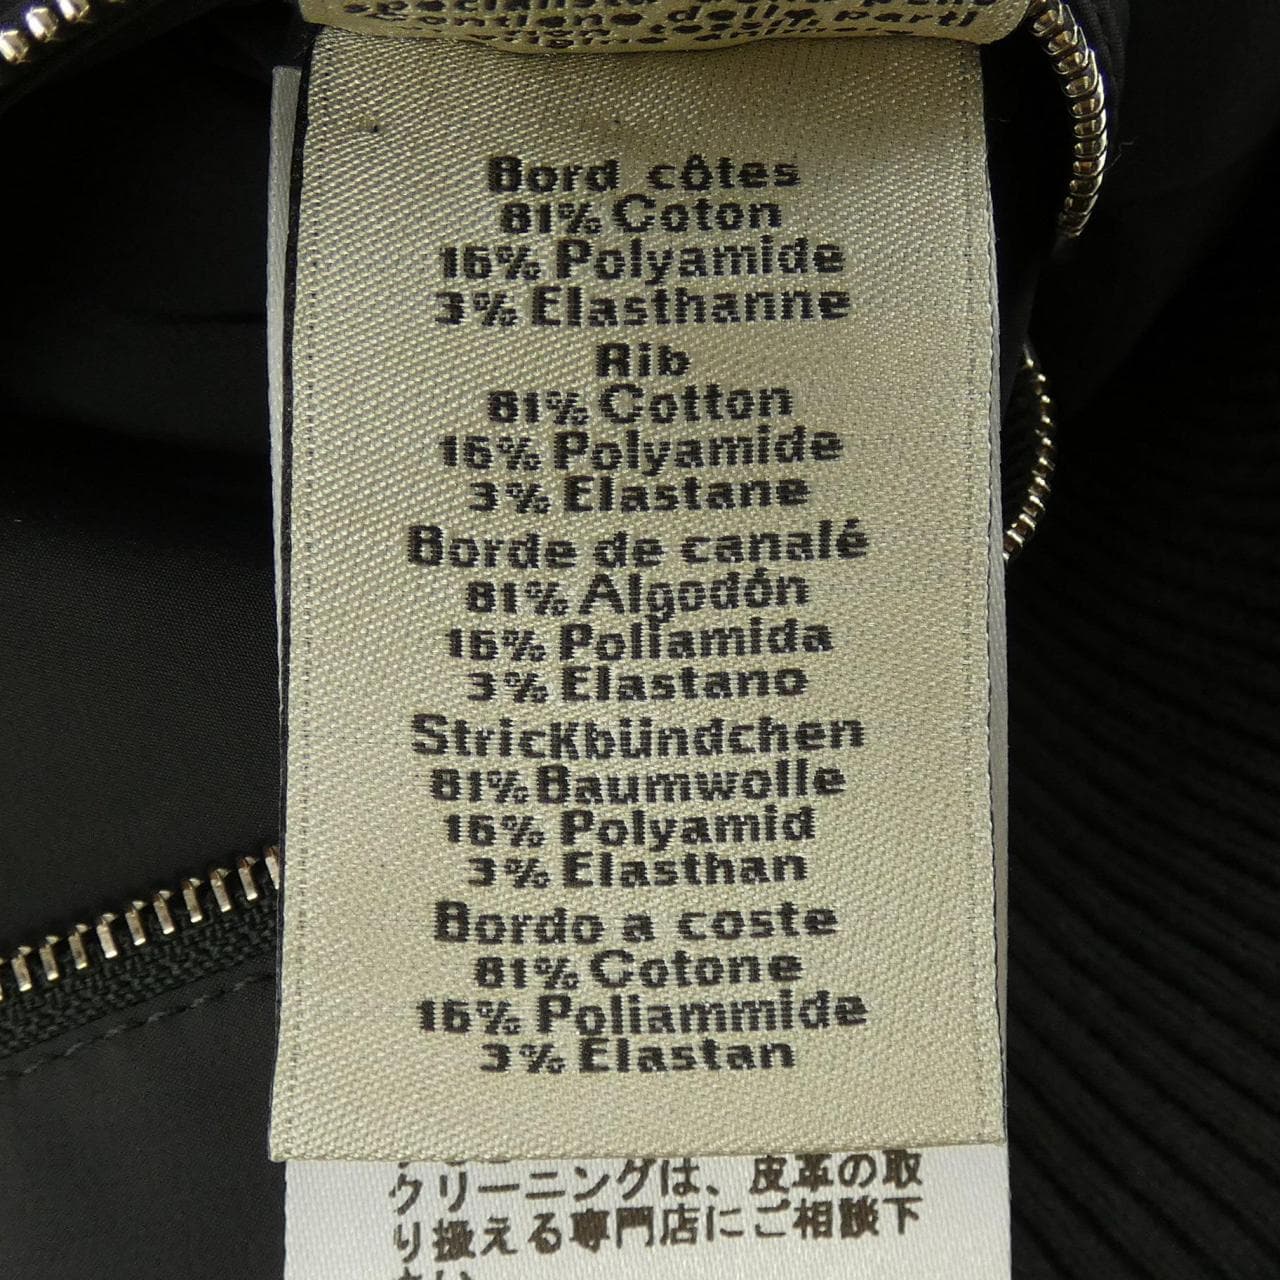 Contiene delle parti
Bord côtes
81% Coton
16% Polyamide
3% Elasthanne
Rib
81% Cotton
16% Polyamide
3% Elastane
Borde de canalé
81% Algodón
16% Poliamida
3% Elastano
Strickbündchen
81% Baumwolle
16% Polyamid
3% Elasthan
Bordo a coste
81% Cotone
16% Poliammide
3% Elastan
クリーニングは、皮革の取
り扱える専門店にご相談下